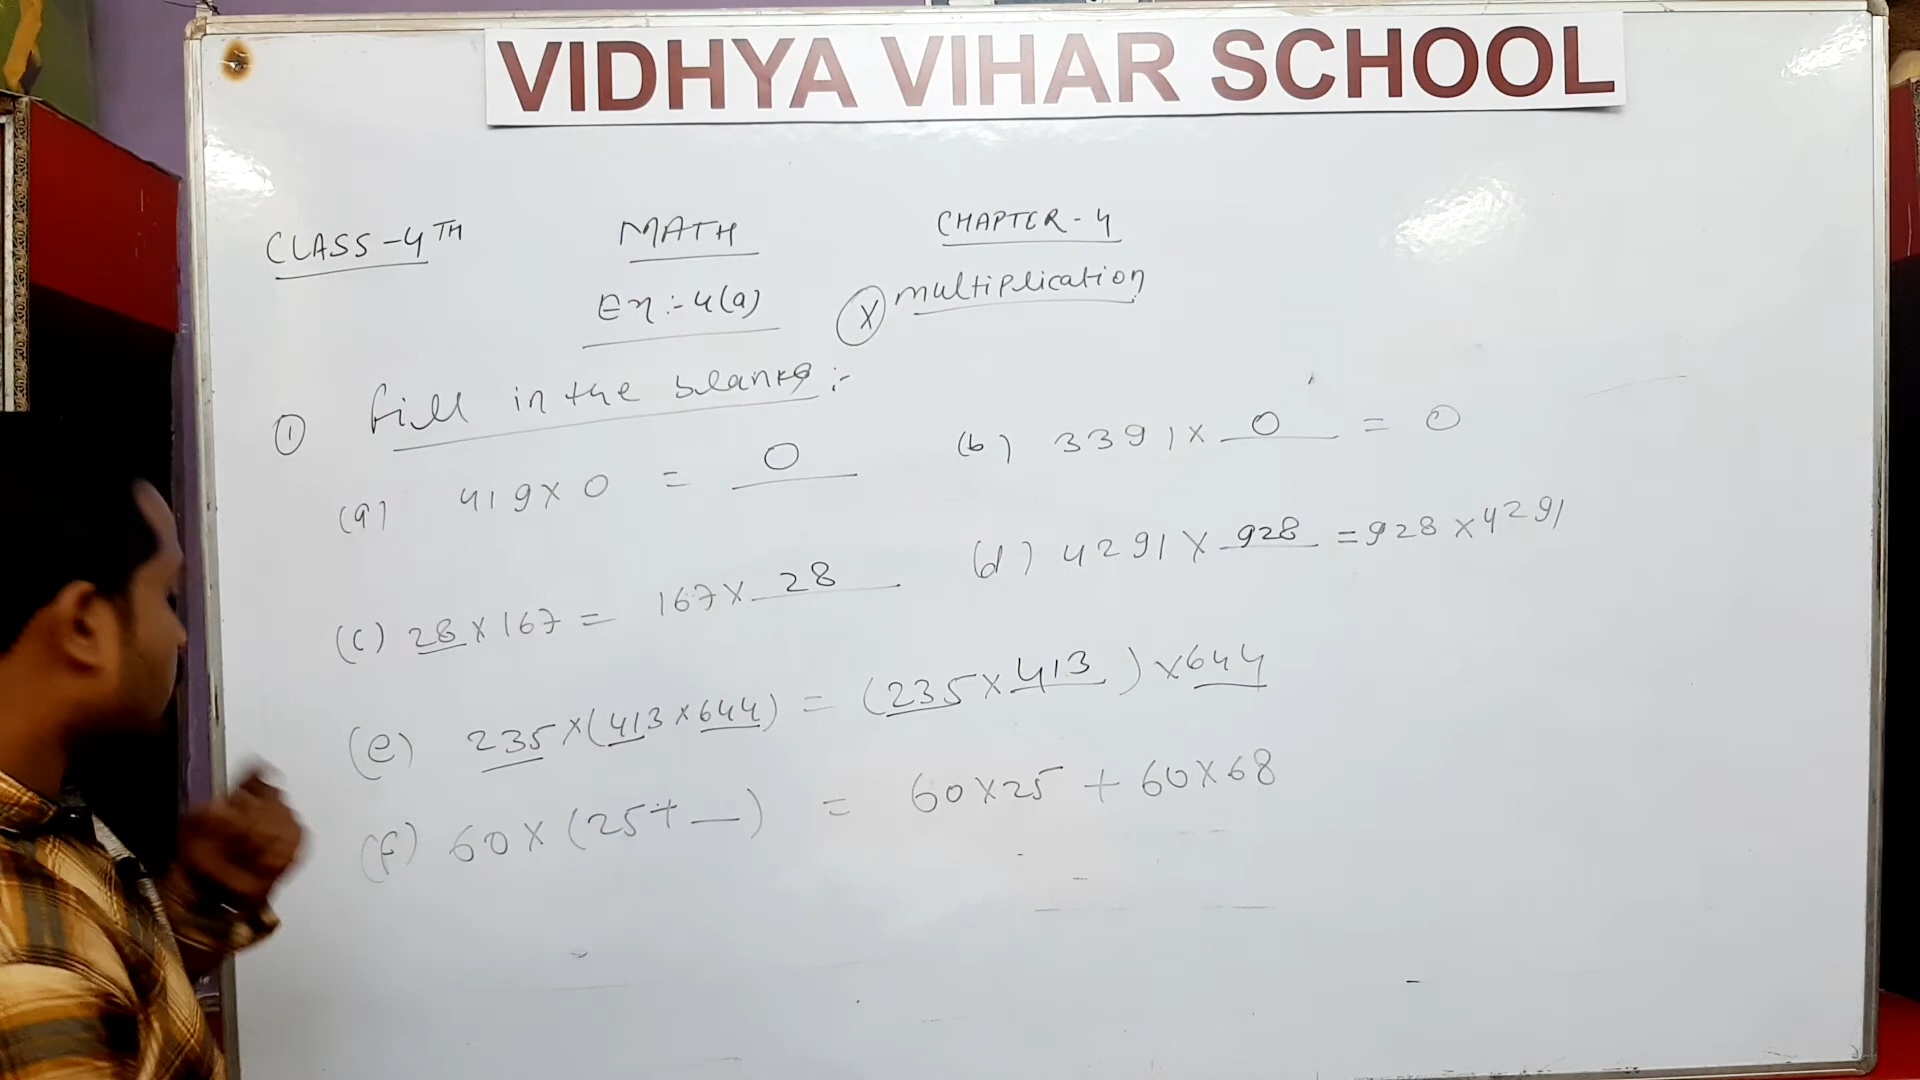 VIDHYA VIHAR SCHOOL
CLASS-4TH MATH CHAPTER-4
Ex:-4(a) (X) multiplication
① Fill in the blanks:-
(a) 419×0 = 0 (b) 3391× 0 = 0
(c) 28×167 = 167× 28 (d) 4291× 928 = 928×4291
(e) 235×(413×644) = (235×413)×644
(f) 60×(25+__) = 60×25+60×68